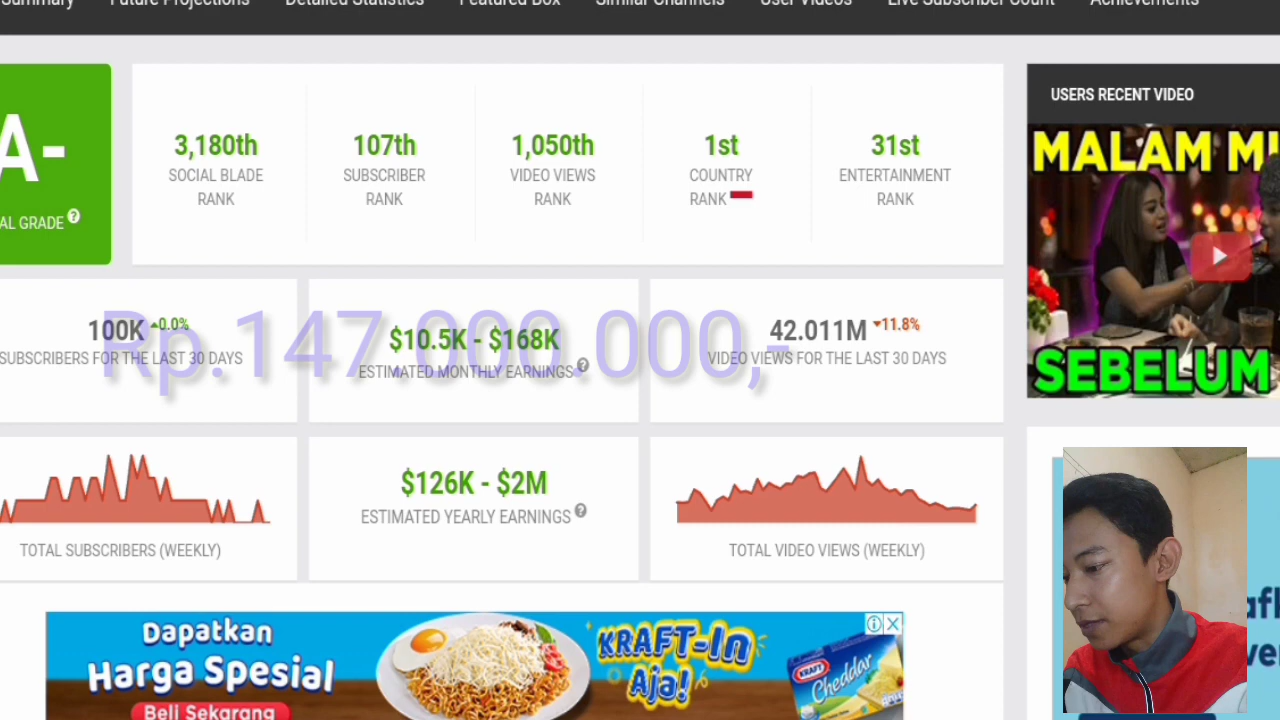 Summary Future Projections Detailed Statistics Featured Box Similar Channels User Videos Live Subscriber Count Achievements
A-
AL GRADE ?
3,180th
SOCIAL BLADE
RANK
107th
SUBSCRIBER
RANK
1,050th
VIDEO VIEWS
RANK
1st
COUNTRY
RANK
31st
ENTERTAINMENT
RANK
USERS RECENT VIDEO
MALAM MI
SEBELUM
100K 0.0%
SUBSCRIBERS FOR THE LAST 30 DAYS
$10.5K - $168K
ESTIMATED MONTHLY EARNINGS ?
42.011M 11.8%
VIDEO VIEWS FOR THE LAST 30 DAYS
Rp.147.000.000,-
TOTAL SUBSCRIBERS (WEEKLY)
$126K - $2M
ESTIMATED YEARLY EARNINGS ?
TOTAL VIDEO VIEWS (WEEKLY)
Dapatkan
Harga Spesial
Beli Sekarang
KRAFT-In
Aja!
KRAFT
Cheddar